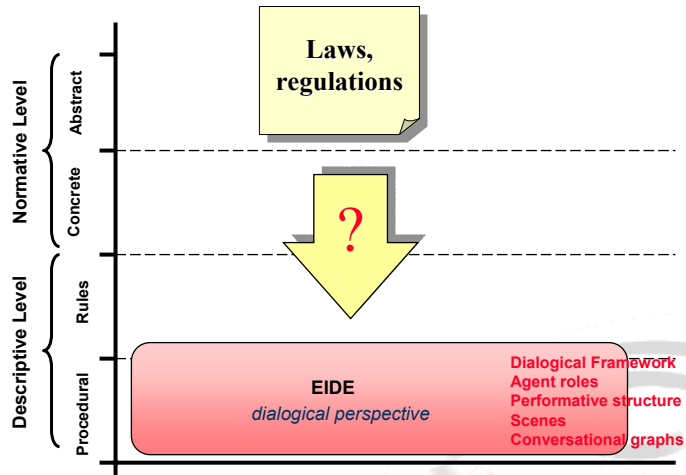 Laws,
regulations
Normative Level
Abstract
Concrete
?
Descriptive Level
Rules
Procedural
EIDE
dialogical perspective
Dialogical Framework
Agent roles
Performative structure
Scenes
Conversational graphs